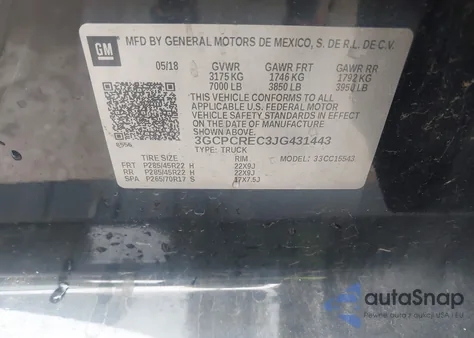 GM
MFD BY GENERAL MOTORS DE MEXICO, S. DE R.L. DE C.V.
05/18 GVWR GAWR FRT GAWR RR
3175 KG 1746 KG 1792 KG
7000 LB 3850 LB 3950 LB
THIS VEHICLE CONFORMS TO ALL
APPLICABLE U.S. FEDERAL MOTOR
VEHICLE SAFETY STANDARDS IN EFFECT ON
THE DATE OF MANUFACTURE SHOWN ABOVE.
3GCPCREC3JG431443
TYPE: TRUCK
MODEL: 33CC15543
TIRE SIZE RIM
FRT P285/45R22 H 22X9J
RR P285/45R22 H 22X9J
SPA P265/70R17 S 17X7.5J
autoSnap